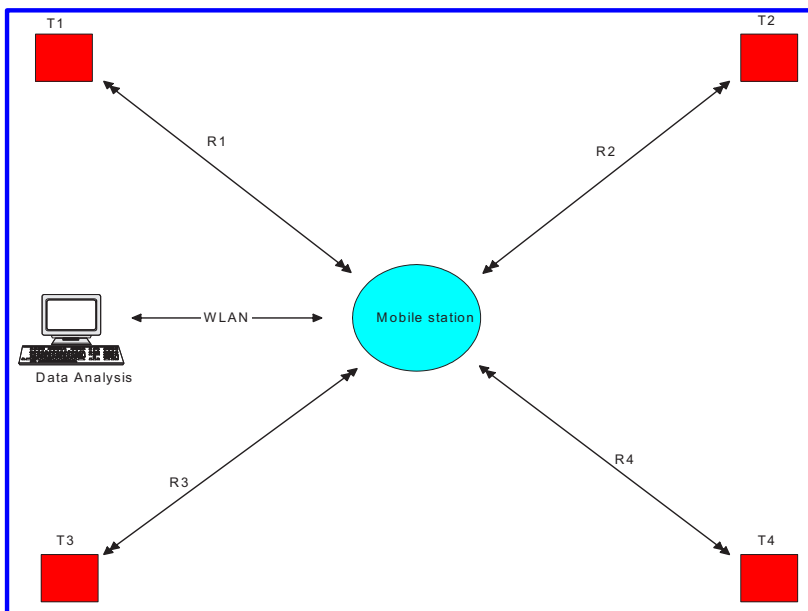 T1
T2
R1
R2
WLAN
Mobile station
Data Analysis
R3
R4
T3
T4